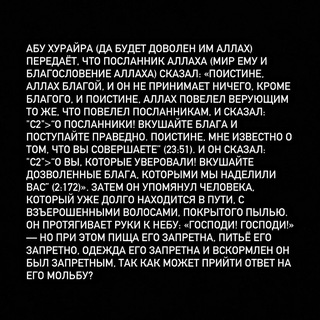 АБУ ХУРАЙРА (ДА БУДЕТ ДОВОЛЕН ИМ АЛЛАХ)
ПЕРЕДАЁТ, ЧТО ПОСЛАННИК АЛЛАХА (МИР ЕМУ И
БЛАГОСЛОВЕНИЕ АЛЛАХА) СКАЗАЛ: «ПОИСТИНЕ,
АЛЛАХ БЛАГОЙ, И ОН НЕ ПРИНИМАЕТ НИЧЕГО, КРОМЕ
БЛАГОГО, И ПОИСТИНЕ, АЛЛАХ ПОВЕЛЕЛ ВЕРУЮЩИМ
ТО ЖЕ, ЧТО ПОВЕЛЕЛ ПОСЛАННИКАМ, И СКАЗАЛ:
"C2">"О ПОСЛАННИКИ! ВКУШАЙТЕ БЛАГА И
ПОСТУПАЙТЕ ПРАВЕДНО. ПОИСТИНЕ, МНЕ ИЗВЕСТНО О
ТОМ, ЧТО ВЫ СОВЕРШАЕТЕ" (23:51). И ОН СКАЗАЛ:
"C2">"О ВЫ, КОТОРЫЕ УВЕРОВАЛИ! ВКУШАЙТЕ
ДОЗВОЛЕННЫЕ БЛАГА, КОТОРЫМИ МЫ НАДЕЛИЛИ
ВАС" (2:172)». ЗАТЕМ ОН УПОМЯНУЛ ЧЕЛОВЕКА,
КОТОРЫЙ УЖЕ ДОЛГО НАХОДИТСЯ В ПУТИ, С
ВЗЪЕРОШЕННЫМИ ВОЛОСАМИ, ПОКРЫТОГО ПЫЛЬЮ.
ОН ПРОТЯГИВАЕТ РУКИ К НЕБУ: «ГОСПОДИ! ГОСПОДИ!»
— НО ПРИ ЭТОМ ПИЩА ЕГО ЗАПРЕТНА, ПИТЬЁ ЕГО
ЗАПРЕТНО, ОДЕЖДА ЕГО ЗАПРЕТНА И ВСКОРМЛЕН ОН
БЫЛ ЗАПРЕТНЫМ, ТАК КАК МОЖЕТ ПРИЙТИ ОТВЕТ НА
ЕГО МОЛЬБУ?